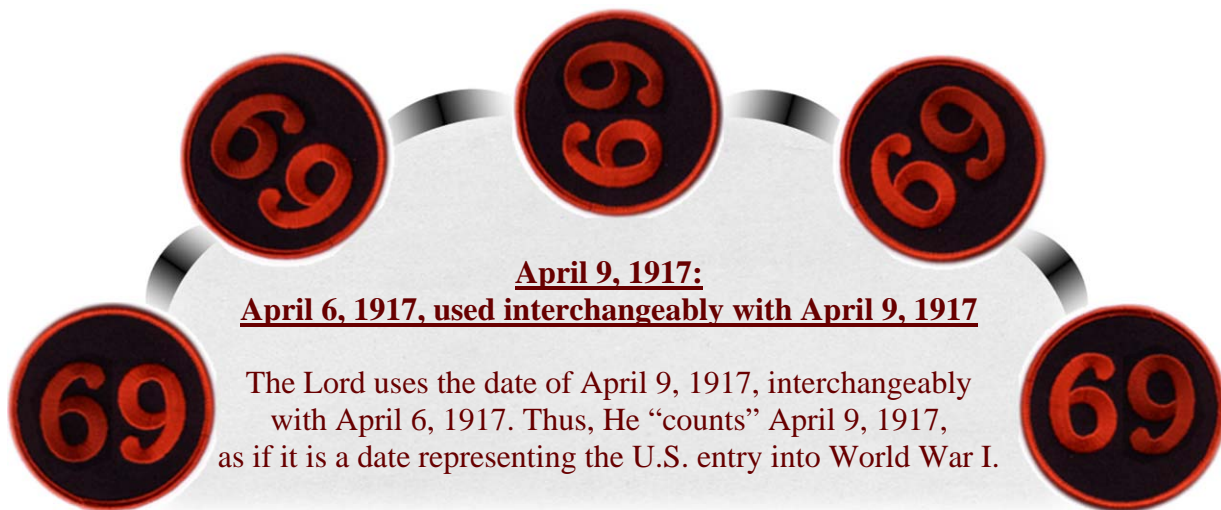 69
69
69
April 9, 1917:
April 6, 1917, used interchangeably with April 9, 1917
69
69
The Lord uses the date of April 9, 1917, interchangeably
with April 6, 1917. Thus, He “counts” April 9, 1917,
as if it is a date representing the U.S. entry into World War I.